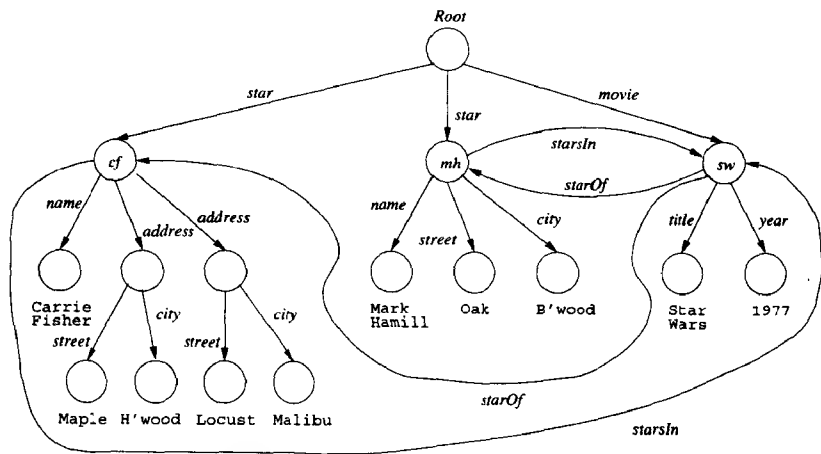 Root
star
star
movie
cf
mh
sw
starsIn
starOf
name
address
address
name
street
city
title
year
Carrie
Fisher
Mark
Hamill
Oak
B'wood
Star
Wars
1977
street
city
street
city
Maple
H'wood
Locust
Malibu
starOf
starsIn